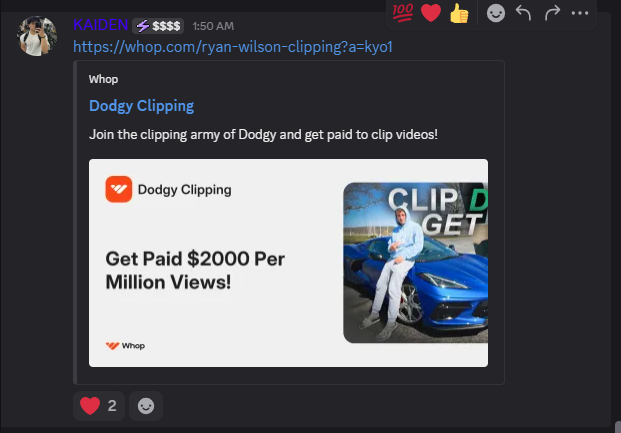 KAIDEN $$$$ 1:50 AM
100
https://whop.com/ryan-wilson-clipping?a=kyo1
Whop
Dodgy Clipping
Join the clipping army of Dodgy and get paid to clip videos!
Dodgy Clipping
Get Paid $2000 Per
Million Views!
CLIP D
GET
Whop
2